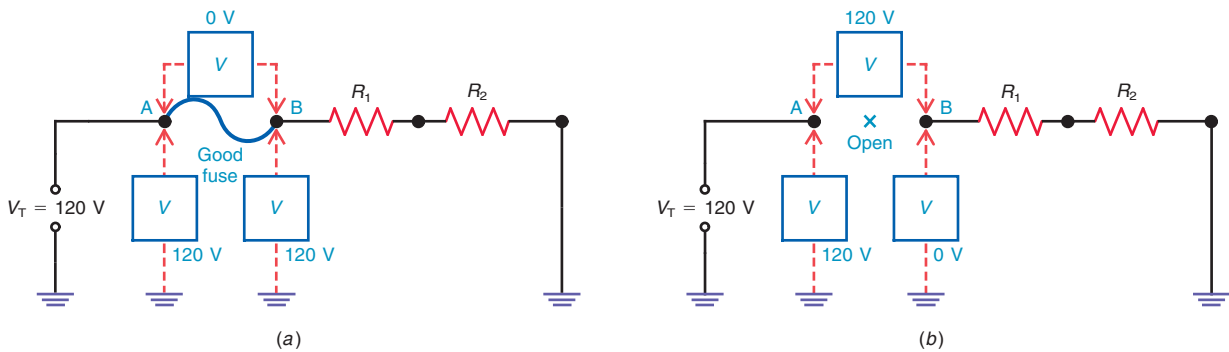 0 V
V
A
B
R1
R2
Good
fuse
VT = 120 V
V
V
120 V
120 V
(a)
120 V
V
A
B
R1
R2
×
Open
VT = 120 V
V
V
120 V
0 V
(b)